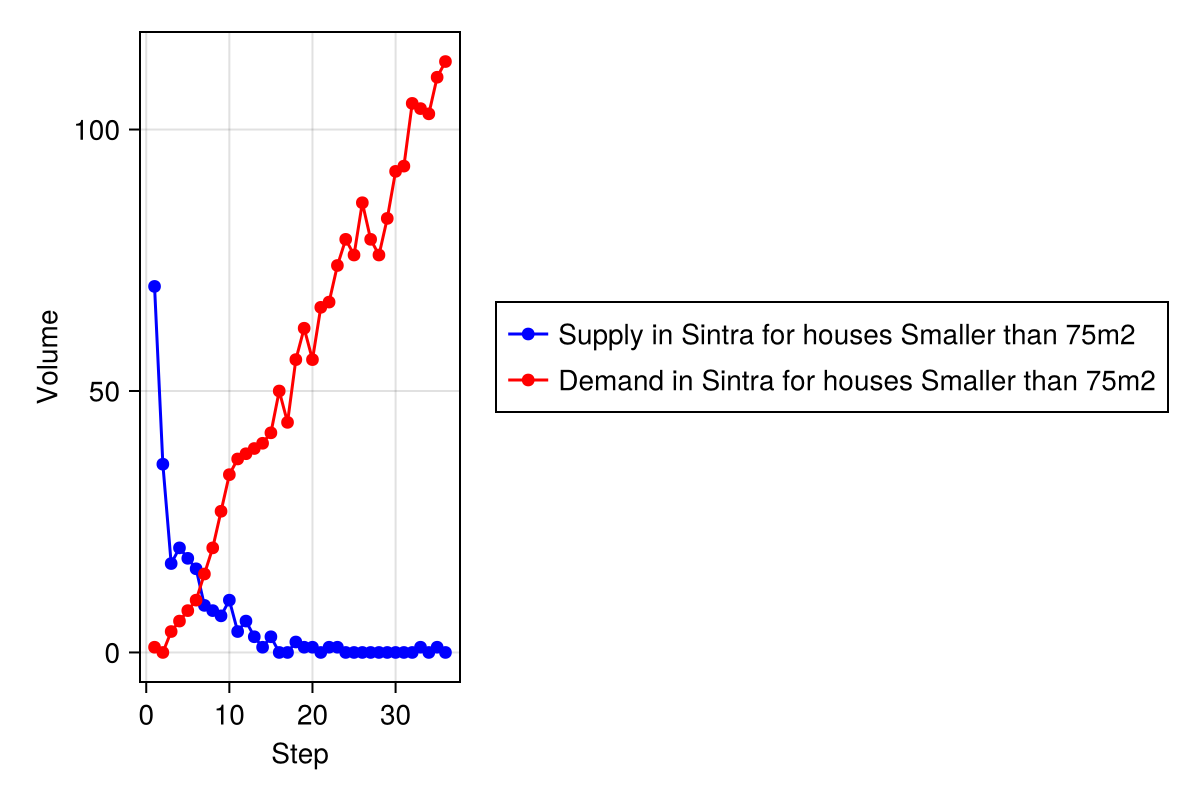 100
50
0
Volume
0 10 20 30
Step
Supply in Sintra for houses Smaller than 75m2
Demand in Sintra for houses Smaller than 75m2